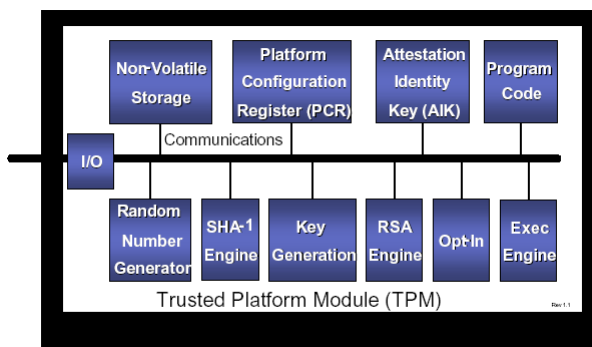 Non-Volatile
Storage
Platform
Configuration
Register (PCR)
Attestation
Identity
Key (AIK)
Program
Code
Communications
I/O
Random
Number
Generator
SHA-1
Engine
Key
Generation
RSA
Engine
Opt-In
Exec
Engine
Trusted Platform Module (TPM)
Rev 1.1